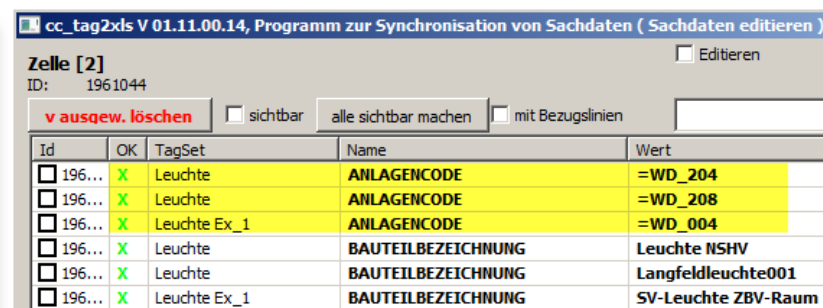 cc_tag2xls V 01.11.00.14, Programm zur Synchronisation von Sachdaten ( Sachdaten editieren )
Zelle [2]
Editieren
ID: 1961044
v ausgew. löschen sichtbar alle sichtbar machen mit Bezugslinien
Id OK TagSet Name Wert
196... X Leuchte ANLAGENCODE =WD_204
196... X Leuchte ANLAGENCODE =WD_208
196... X Leuchte Ex_1 ANLAGENCODE =WD_004
196... X Leuchte BAUTEILBEZEICHNUNG Leuchte NSHV
196... X Leuchte BAUTEILBEZEICHNUNG Langfeldleuchte001
196... X Leuchte Ex_1 BAUTEILBEZEICHNUNG SV-Leuchte ZBV-Raum